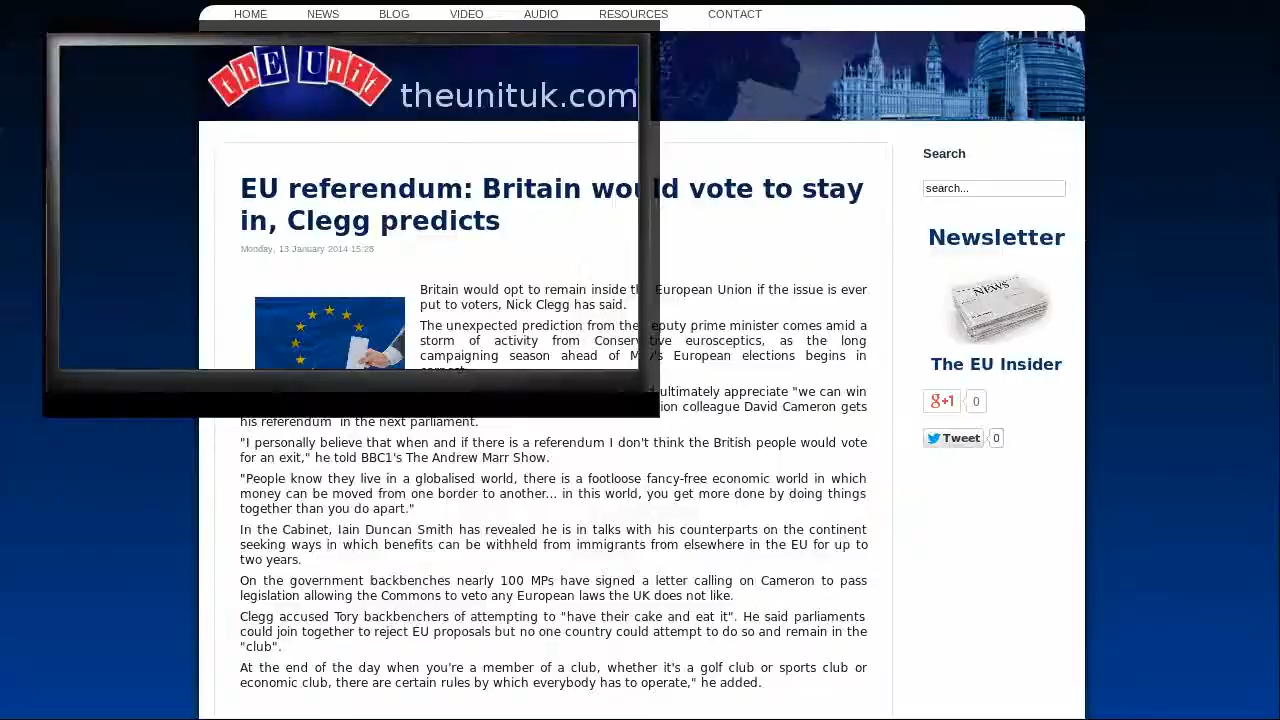 HOME NEWS BLOG VIDEO AUDIO RESOURCES CONTACT
thE Unit
theunituk.com
EU referendum: Britain would vote to stay
in, Clegg predicts
Monday, 13 January 2014 15:28
Britain would opt to remain inside the European Union if the issue is ever
put to voters, Nick Clegg has said.
The unexpected prediction from the deputy prime minister comes amid a
storm of activity from Conservative eurosceptics, as the long
campaigning season ahead of May's European elections begins in
earnest.
ultimately appreciate "we can win
colleague David Cameron gets
his referendum in the next parliament.
"I personally believe that when and if there is a referendum I don't think the British people would vote
for an exit," he told BBC1's The Andrew Marr Show.
"People know they live in a globalised world, there is a footloose fancy-free economic world in which
money can be moved from one border to another... in this world, you get more done by doing things
together than you do apart."
In the Cabinet, Iain Duncan Smith has revealed he is in talks with his counterparts on the continent
seeking ways in which benefits can be withheld from immigrants from elsewhere in the EU for up to
two years.
On the government backbenches nearly 100 MPs have signed a letter calling on Cameron to pass
legislation allowing the Commons to veto any European laws the UK does not like.
Clegg accused Tory backbenchers of attempting to "have their cake and eat it". He said parliaments
could join together to reject EU proposals but no one country could attempt to do so and remain in the
"club".
At the end of the day when you're a member of a club, whether it's a golf club or sports club or
economic club, there are certain rules by which everybody has to operate," he added.
Search
search...
Newsletter
NEWS
The EU Insider
g+1 0
Tweet 0